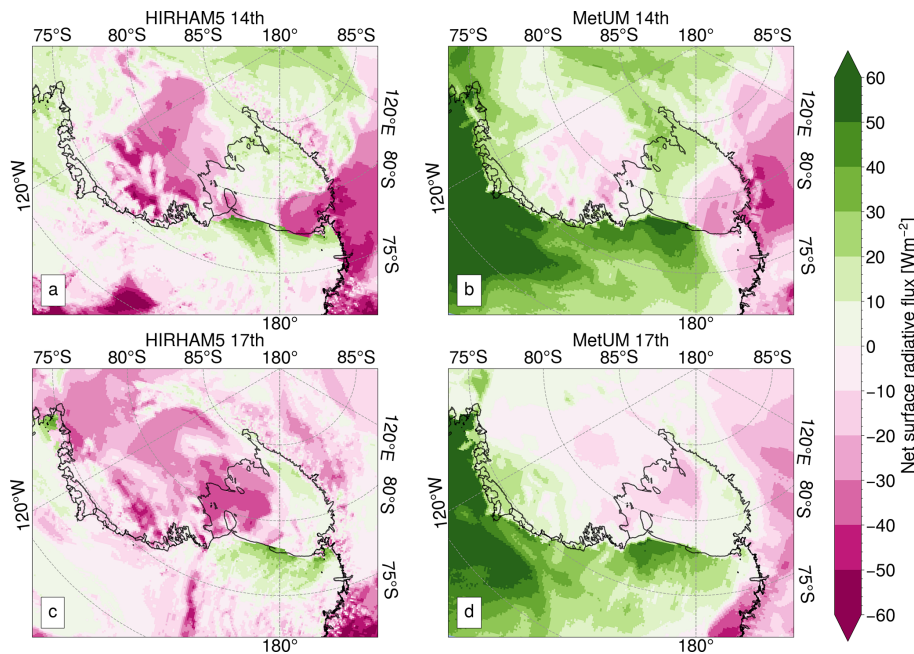 HIRHAM5 14th
75°S 80°S 85°S 180° 85°S
120°E
80°S
75°S
120°W
180°
a
MetUM 14th
75°S 80°S 85°S 180° 85°S
120°E
80°S
75°S
120°W
180°
b
HIRHAM5 17th
75°S 80°S 85°S 180° 85°S
120°E
80°S
75°S
120°W
180°
c
MetUM 17th
75°S 80°S 85°S 180° 85°S
120°E
80°S
75°S
120°W
180°
d
60
50
40
30
20
10
0
−10
−20
−30
−40
−50
−60
Net surface radiative flux [Wm⁻²]